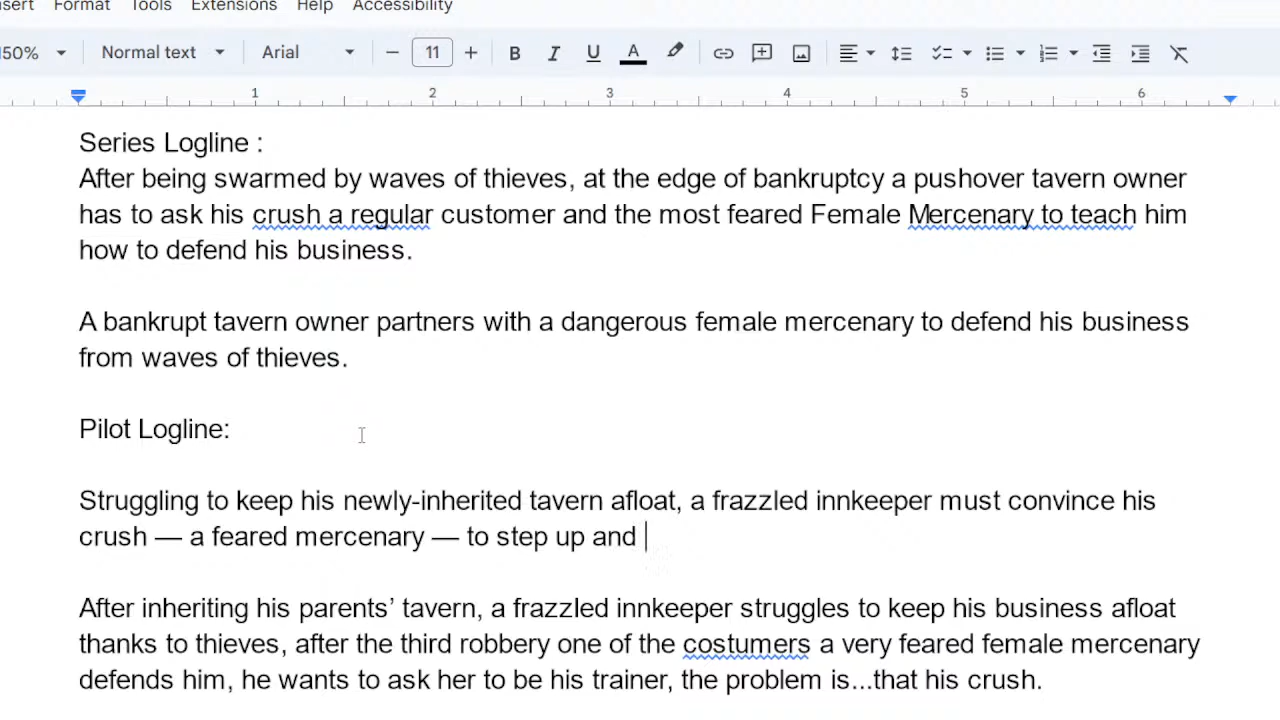 Format Tools Extensions Help Accessibility
Normal text Arial 11 B I U A
1 2 3 4 5 6
Series Logline :
After being swarmed by waves of thieves, at the edge of bankruptcy a pushover tavern owner
has to ask his crush a regular customer and the most feared Female Mercenary to teach him
how to defend his business.
A bankrupt tavern owner partners with a dangerous female mercenary to defend his business
from waves of thieves.
Pilot Logline:
Struggling to keep his newly-inherited tavern afloat, a frazzled innkeeper must convince his
crush — a feared mercenary — to step up and
After inheriting his parents’ tavern, a frazzled innkeeper struggles to keep his business afloat
thanks to thieves, after the third robbery one of the costumers a very feared female mercenary
defends him, he wants to ask her to be his trainer, the problem is...that his crush.